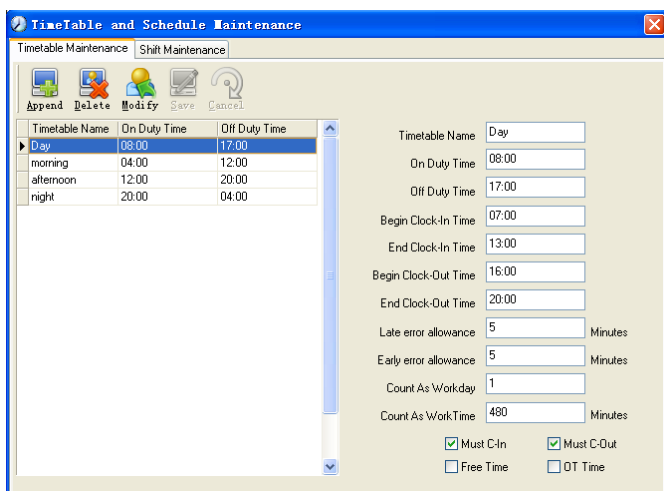 TimeTable and Schedule Maintenance
Timetable Maintenance Shift Maintenance
Append Delete Modify Save Cancel
Timetable Name On Duty Time Off Duty Time
Day 08:00 17:00
morning 04:00 12:00
afternoon 12:00 20:00
night 20:00 04:00
Timetable Name Day
On Duty Time 08:00
Off Duty Time 17:00
Begin Clock-In Time 07:00
End Clock-In Time 13:00
Begin Clock-Out Time 16:00
End Clock-Out Time 20:00
Late error allowance 5 Minutes
Early error allowance 5 Minutes
Count As Workday 1
Count As WorkTime 480 Minutes
Must C-In Must C-Out
Free Time OT Time